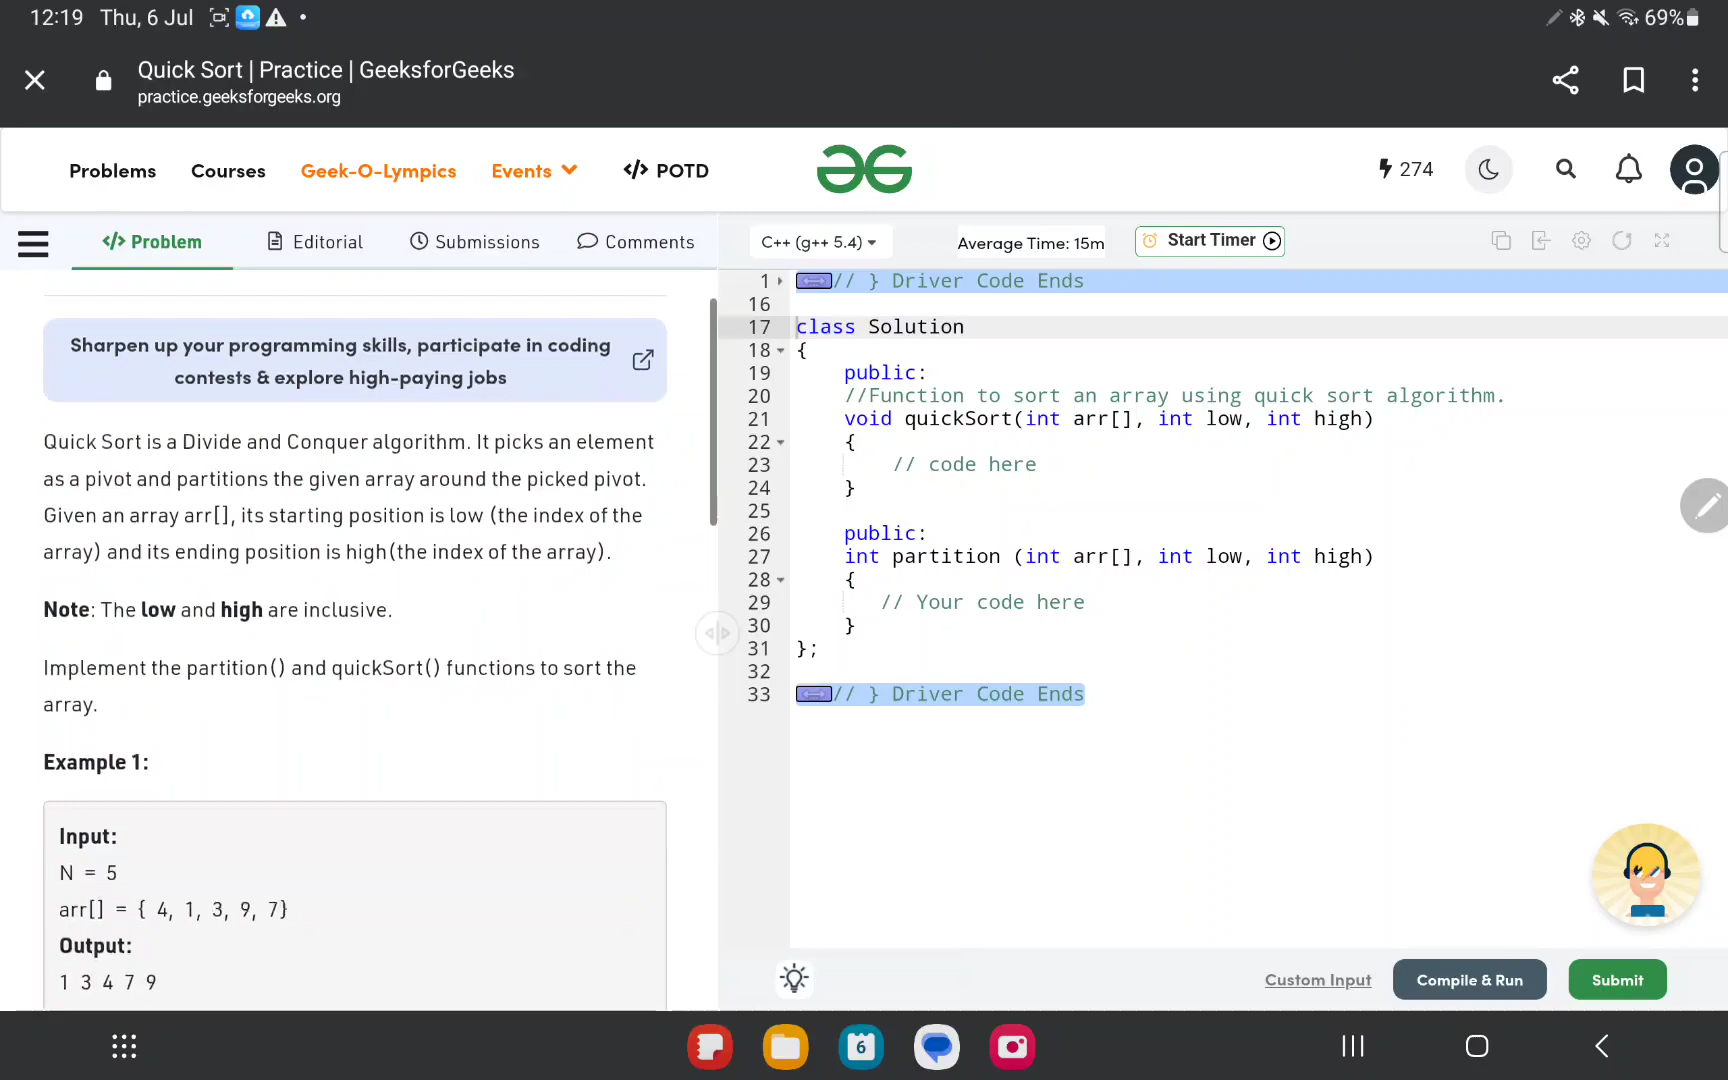 12:19 Thu, 6 Jul
69%
Quick Sort | Practice | GeeksforGeeks
practice.geeksforgeeks.org
Problems Courses Geek-O-Lympics Events </> POTD
274
</> Problem Editorial Submissions Comments
C++ (g++ 5.4) Average Time: 15m Start Timer
Sharpen up your programming skills, participate in coding
contests & explore high-paying jobs
Quick Sort is a Divide and Conquer algorithm. It picks an element
as a pivot and partitions the given array around the picked pivot.
Given an array arr[], its starting position is low (the index of the
array) and its ending position is high(the index of the array).
Note: The low and high are inclusive.
Implement the partition() and quickSort() functions to sort the
array.
Example 1:
Input:
N = 5
arr[] = { 4, 1, 3, 9, 7}
Output:
1 3 4 7 9
1 // } Driver Code Ends
16
17 class Solution
18 {
19 public:
20 //Function to sort an array using quick sort algorithm.
21 void quickSort(int arr[], int low, int high)
22 {
23 // code here
24 }
25
26 public:
27 int partition (int arr[], int low, int high)
28 {
29 // Your code here
30 }
31 };
32
33 // } Driver Code Ends
Custom Input Compile & Run Submit
6